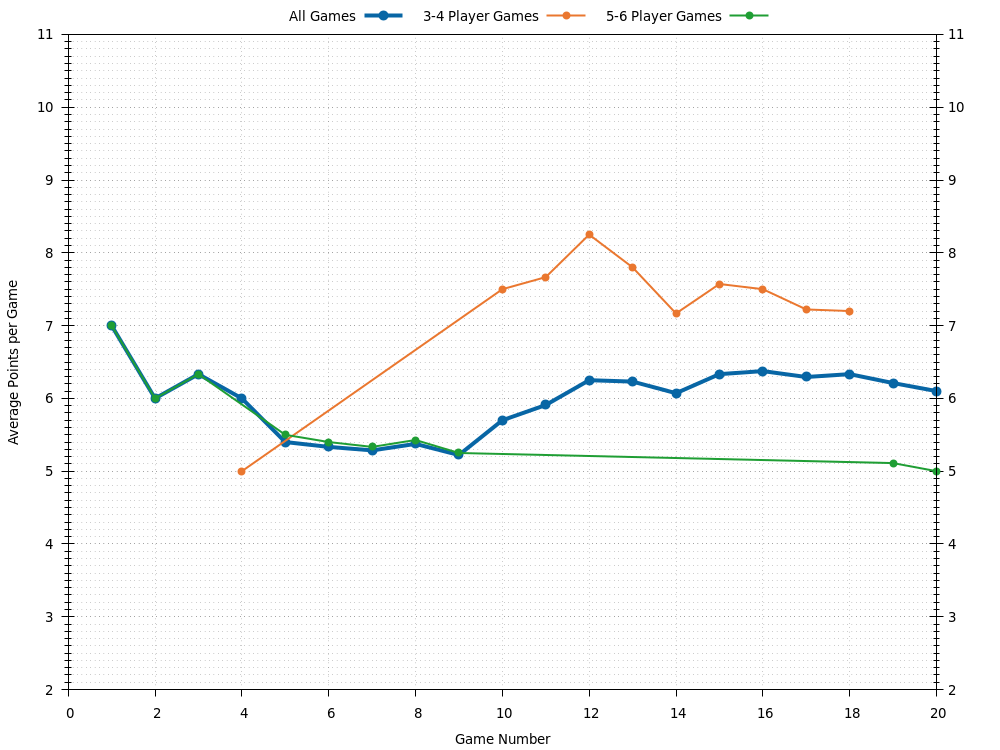 All Games 3-4 Player Games 5-6 Player Games
11 11
10 10
9 9
8 8
7 7
6 6
5 5
4 4
3 3
2 2
0 2 4 6 8 10 12 14 16 18 20
Average Points per Game
Game Number